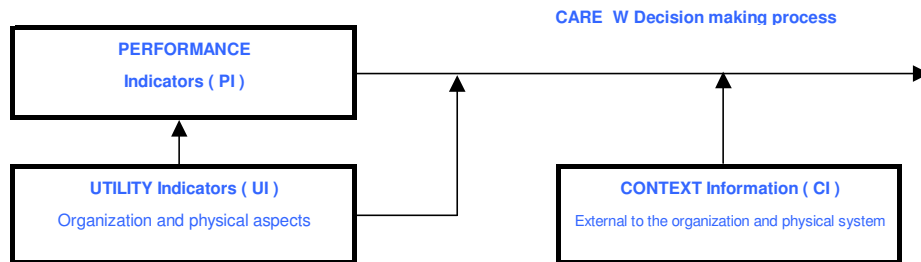 CARE W Decision making process
PERFORMANCE
Indicators ( PI )
UTILITY Indicators ( UI )
Organization and physical aspects
CONTEXT Information ( CI )
External to the organization and physical system